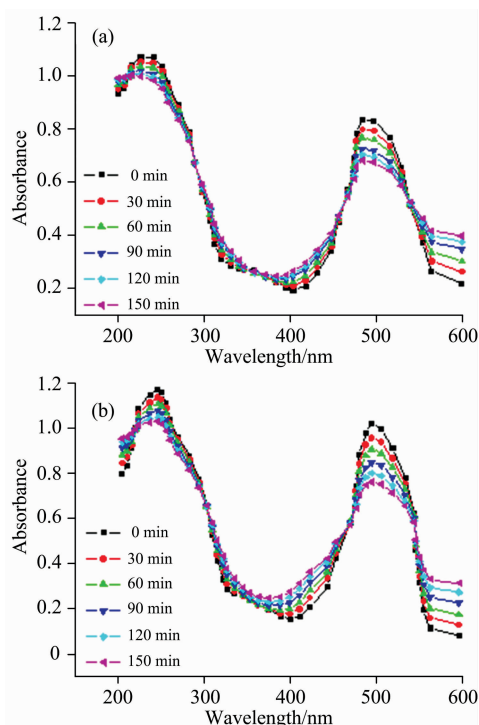 (a)
1.2
1.0
0.8
0.6
0.4
0.2
Absorbance
0 min
30 min
60 min
90 min
120 min
150 min
200 300 400 500 600
Wavelength/nm
(b)
1.2
1.0
0.8
0.6
0.4
0.2
0
Absorbance
0 min
30 min
60 min
90 min
120 min
150 min
200 300 400 500 600
Wavelength/nm